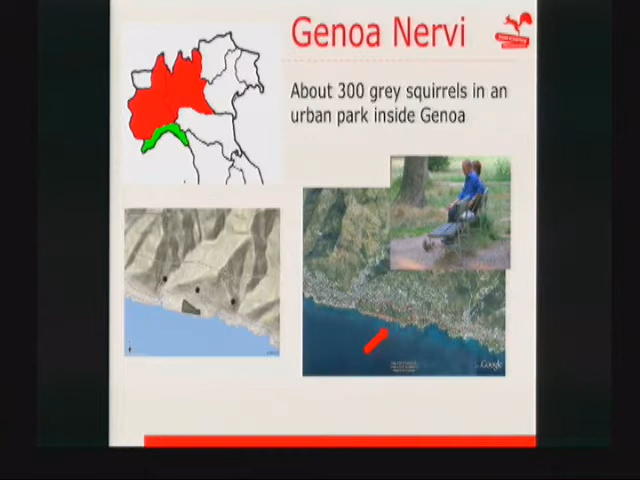 Genoa Nervi
About 300 grey squirrels in an
urban park inside Genoa
Google